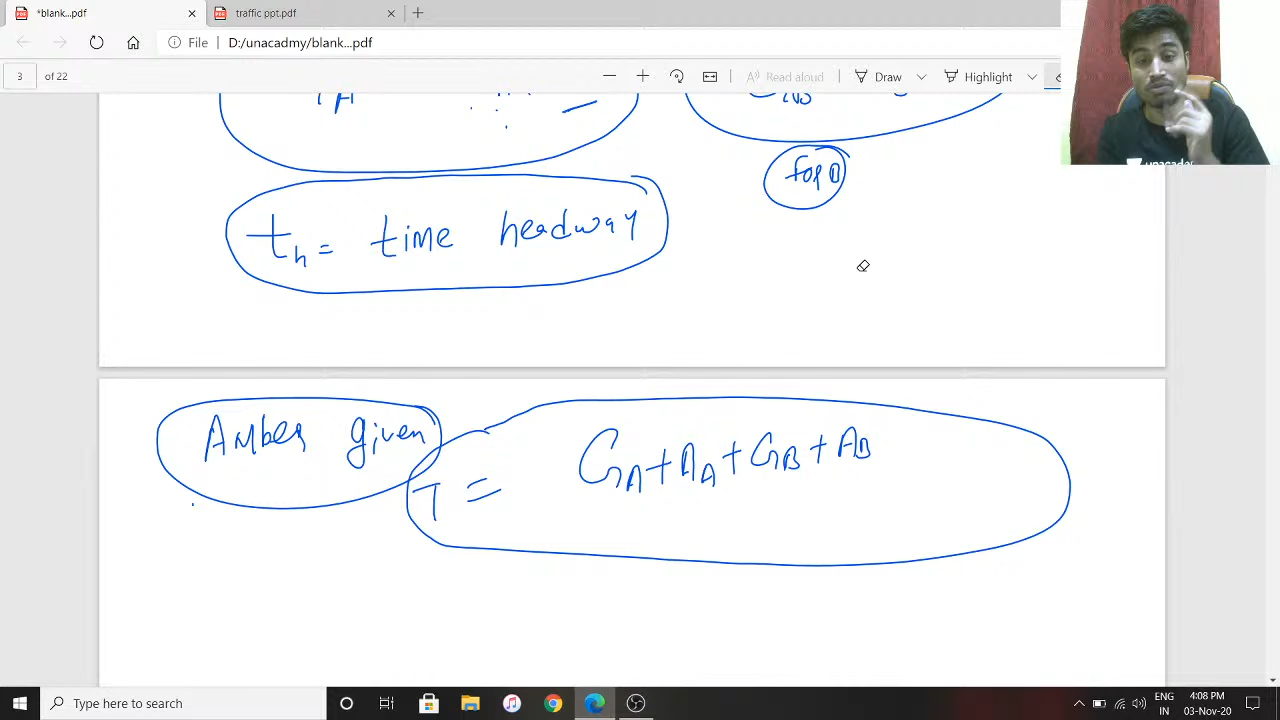 *blank...pdf
traffic ppt.pdf
File D:/unacadmy/blank...pdf
3 of 22
Read aloud
Draw
Highlight
for
th = time headway
Amber given
T = GA+AA+GB+AB
Type here to search
ENG
IN
4:08 PM
03-Nov-20